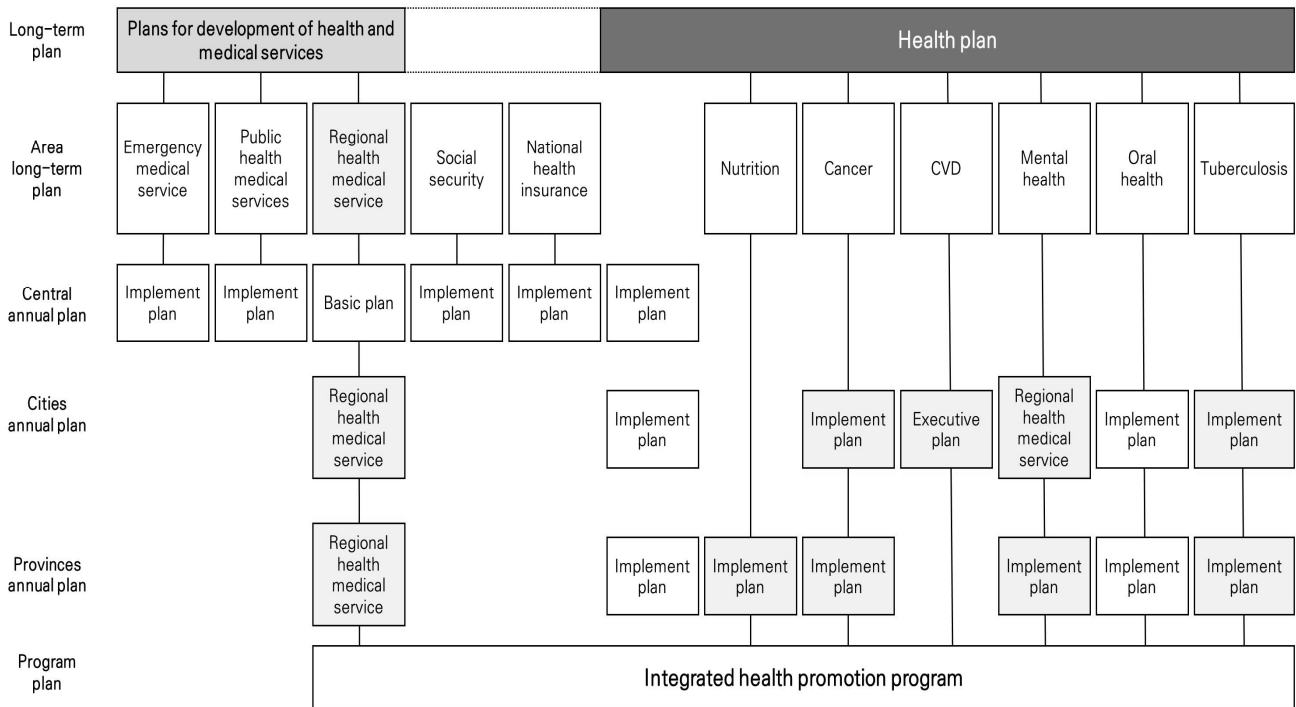 Long-term
plan
Plans for development of health and
medical services
Health plan
Area
long-term
plan
Emergency
medical
service
Public
health
medical
services
Regional
health
medical
service
Social
security
National
health
insurance
Nutrition
Cancer
CVD
Mental
health
Oral
health
Tuberculosis
Central
annual plan
Implement
plan
Implement
plan
Basic plan
Implement
plan
Implement
plan
Implement
plan
Cities
annual plan
Regional
health
medical
service
Implement
plan
Implement
plan
Executive
plan
Regional
health
medical
service
Implement
plan
Implement
plan
Provinces
annual plan
Regional
health
medical
service
Implement
plan
Implement
plan
Implement
plan
Implement
plan
Implement
plan
Implement
plan
Program
plan
Integrated health promotion program